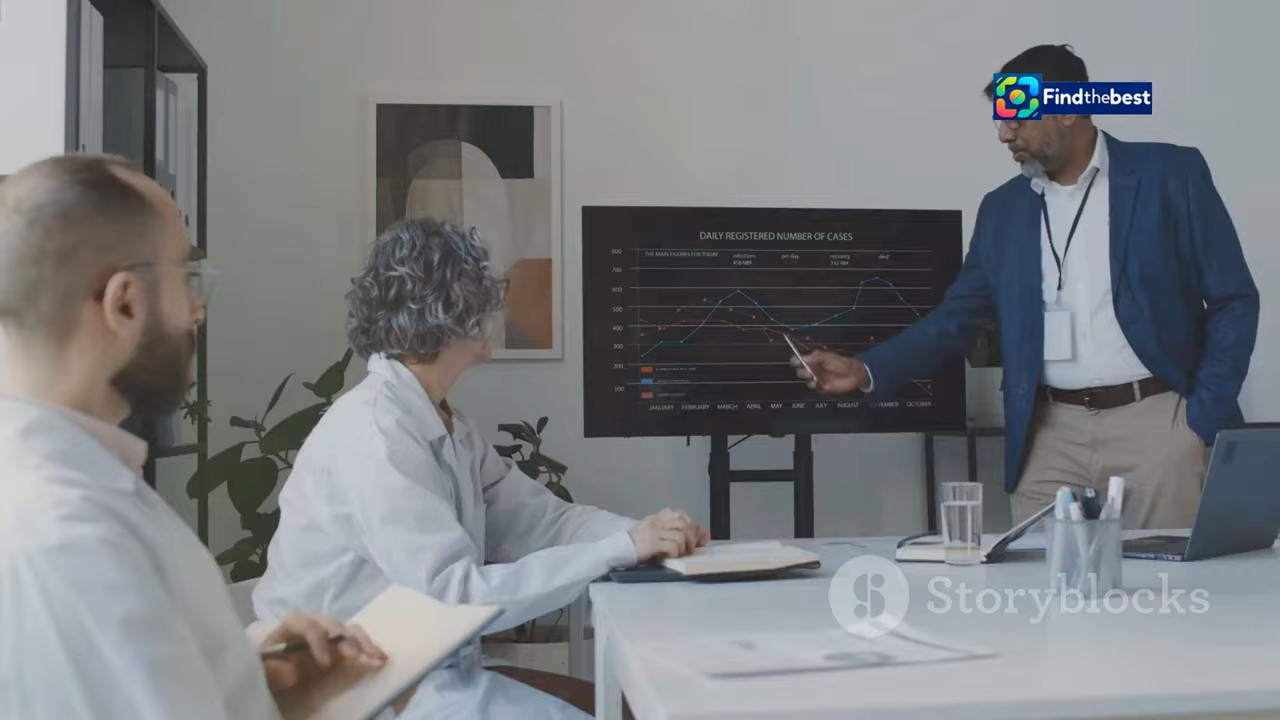 Findthebest
DAILY REGISTERED NUMBER OF CASES
THE MAIN FIGURES FOR TODAY
infections
per day
recovery
died
800
700
600
500
400
300
200
100
JANUARY FEBRUARY MARCH APRIL MAY JUNE JULY AUGUST OCTOBER
Storyblocks